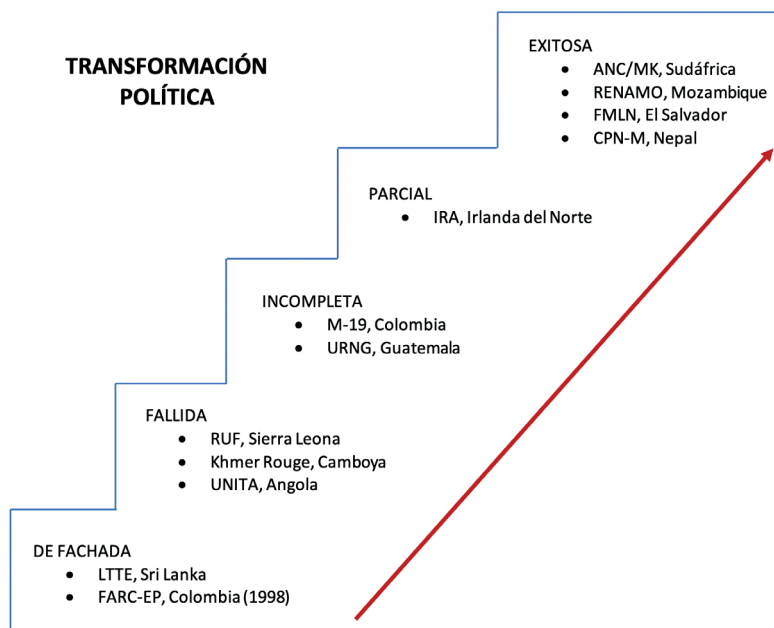 TRANSFORMACIÓN
POLÍTICA
EXITOSA
• ANC/MK, Sudáfrica
• RENAMO, Mozambique
• FMLN, El Salvador
• CPN-M, Nepal
PARCIAL
• IRA, Irlanda del Norte
INCOMPLETA
• M-19, Colombia
• URNG, Guatemala
FALLIDA
• RUF, Sierra Leona
• Khmer Rouge, Camboya
• UNITA, Angola
DE FACHADA
• LTTE, Sri Lanka
• FARC-EP, Colombia (1998)